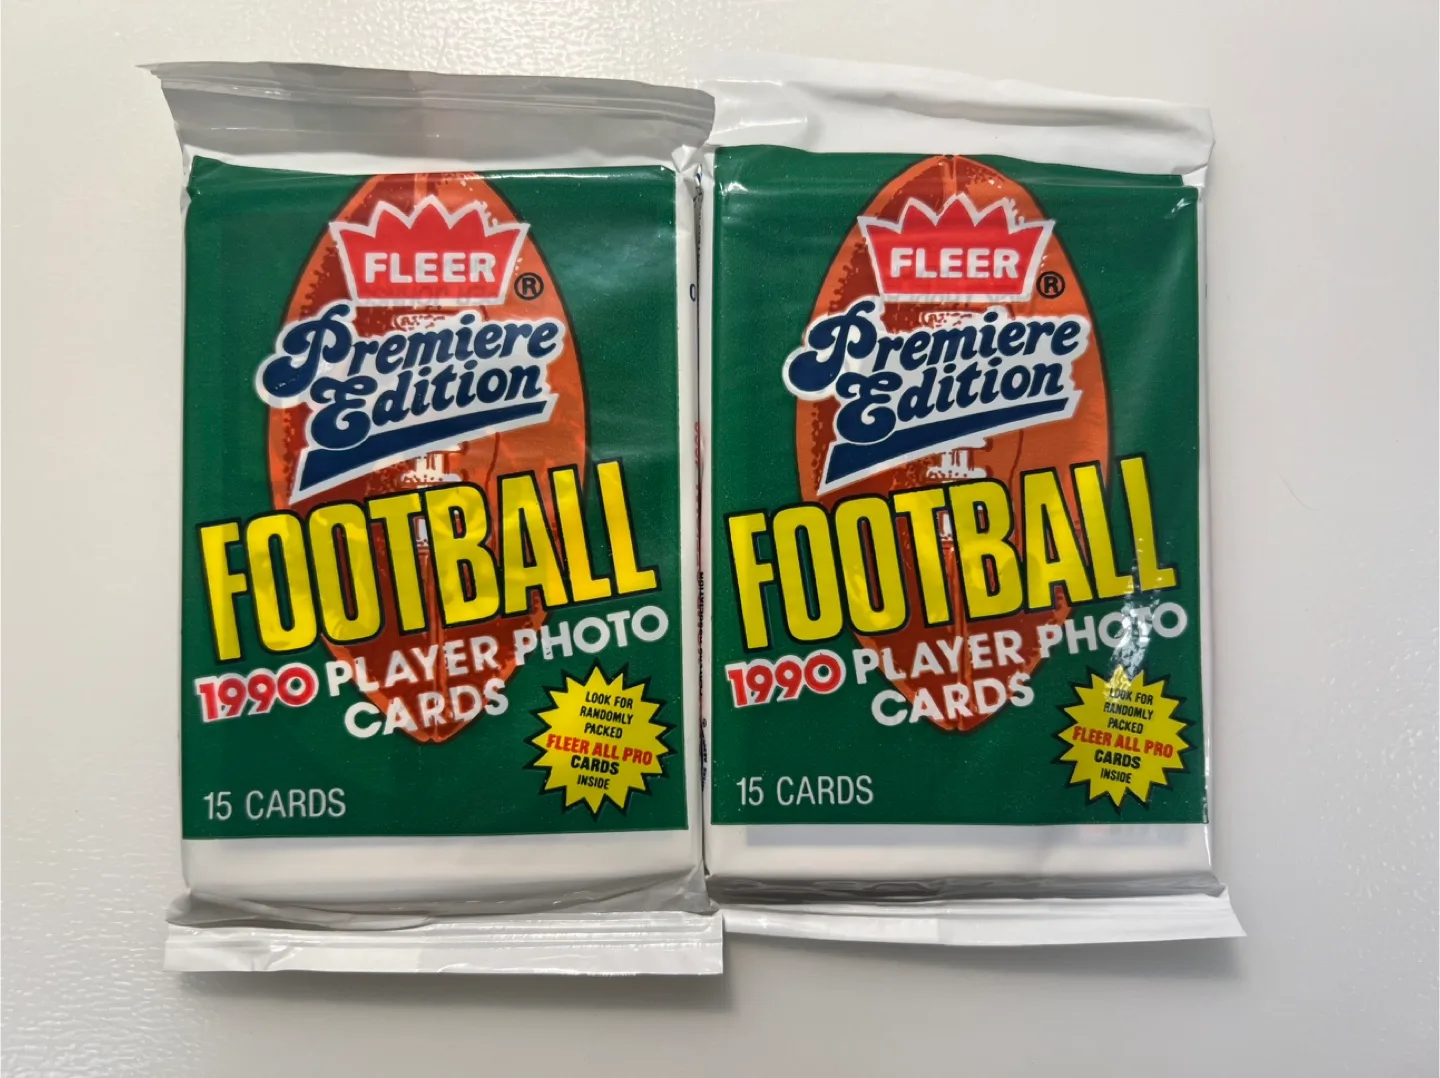 FLEER
®
Premiere
Edition
FOOTBALL
1990 PLAYER PHOTO
CARDS
LOOK FOR
RANDOMLY
PACKED
FLEER ALL PRO
CARDS
INSIDE
15 CARDS
FLEER
®
Premiere
Edition
FOOTBALL
1990 PLAYER PHOTO
CARDS
LOOK FOR
RANDOMLY
PACKED
FLEER ALL PRO
CARDS
INSIDE
15 CARDS